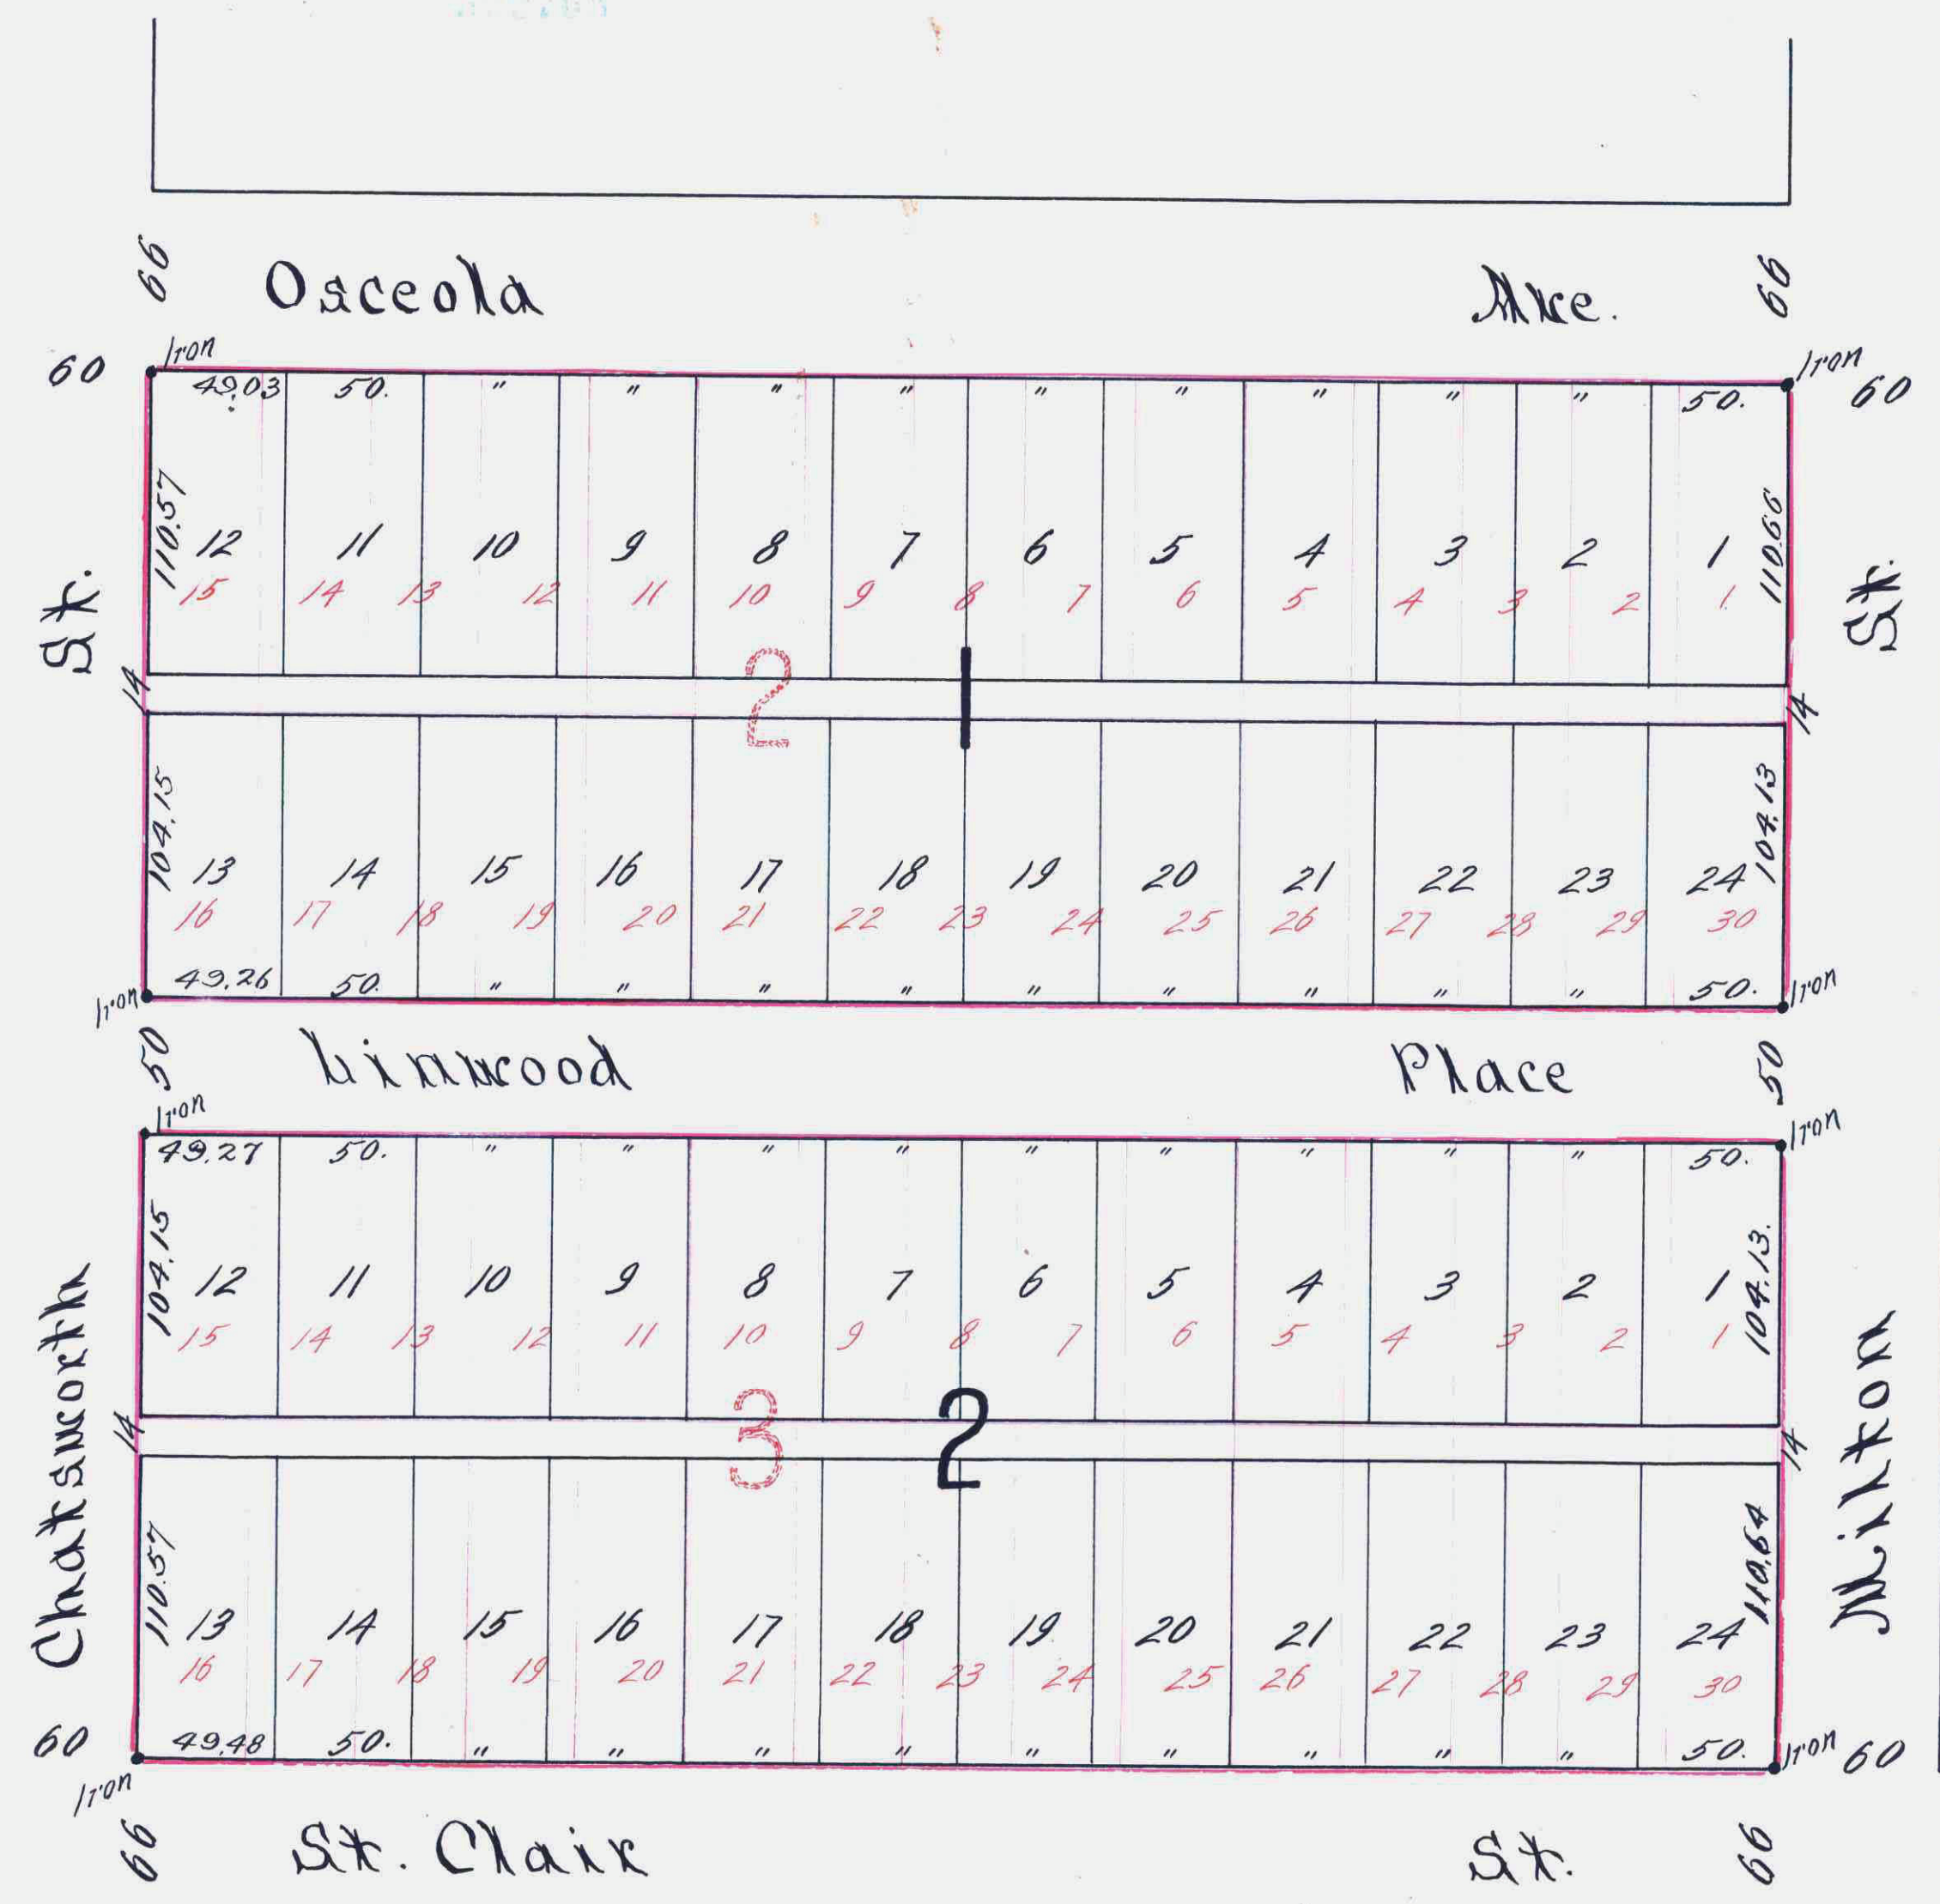 66 66
Osceola Ave.
Iron Iron
60 60
49.03 50. " " " " " " " " " 50.
110.57 110.66
12 11 10 9 8 7 6 5 4 3 2 1
15 14 13 12 11 10 9 8 7 6 5 4 3 2 1
St. St.
2 1
14 14
104.15 104.13
13 14 15 16 17 18 19 20 21 22 23 24
16 17 18 19 20 21 22 23 24 25 26 27 28 29 30
49.26 50. " " " " " " " " " 50.
Iron Iron
50 50
Linwood Place
Iron Iron
49.27 50. " " " " " " " " " 50.
104.15 104.13.
12 11 10 9 8 7 6 5 4 3 2 1
15 14 13 12 11 10 9 8 7 6 5 4 3 2 1
Chatsworth Milton
3 2
14 14
110.57 110.64
13 14 15 16 17 18 19 20 21 22 23 24
16 17 18 19 20 21 22 23 24 25 26 27 28 29 30
49.48 50. " " " " " " " " " 50.
60 60
Iron Iron
66 66
St. Clair St.